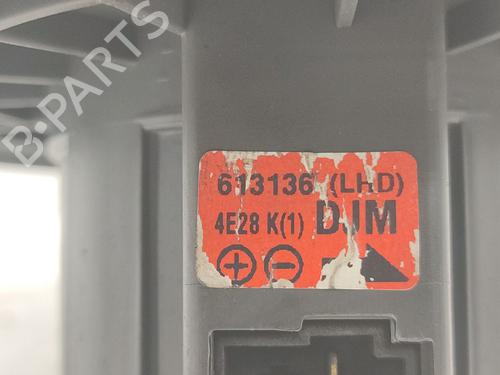 B-PARTS
613136 (LHD)
4E28 K(1) DJM